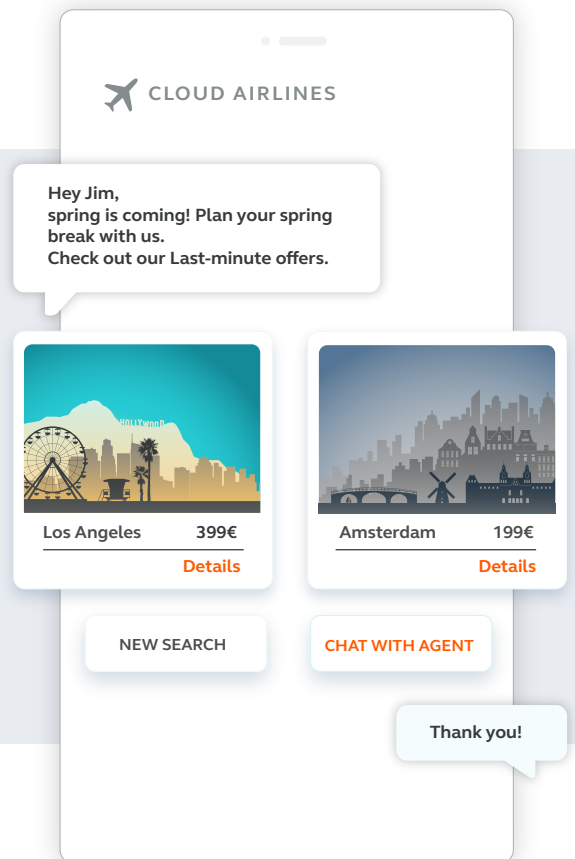 CLOUD AIRLINES
Hey Jim,
spring is coming! Plan your spring
break with us.
Check out our Last-minute offers.
HOLLYWOOD
Los Angeles 399€
Details
Amsterdam 199€
Details
NEW SEARCH
CHAT WITH AGENT
Thank you!